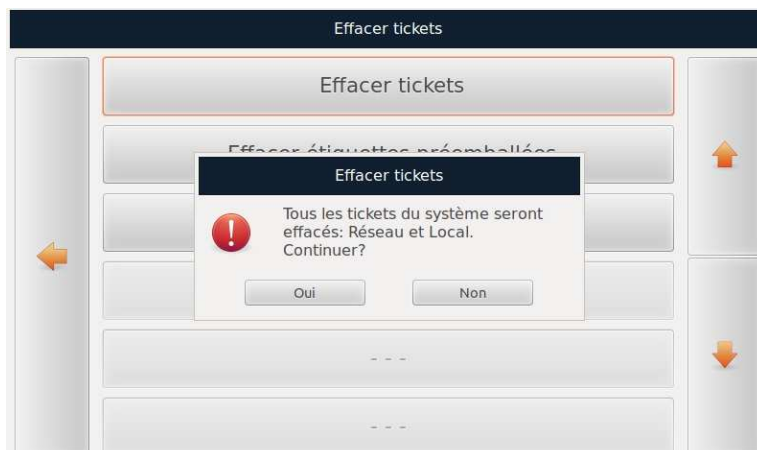 Effacer tickets
Effacer tickets
Effacer étiquettes préemballées
Effacer tickets
Tous les tickets du système seront
effacés: Réseau et Local.
Continuer?
Oui Non
- - -
- - -